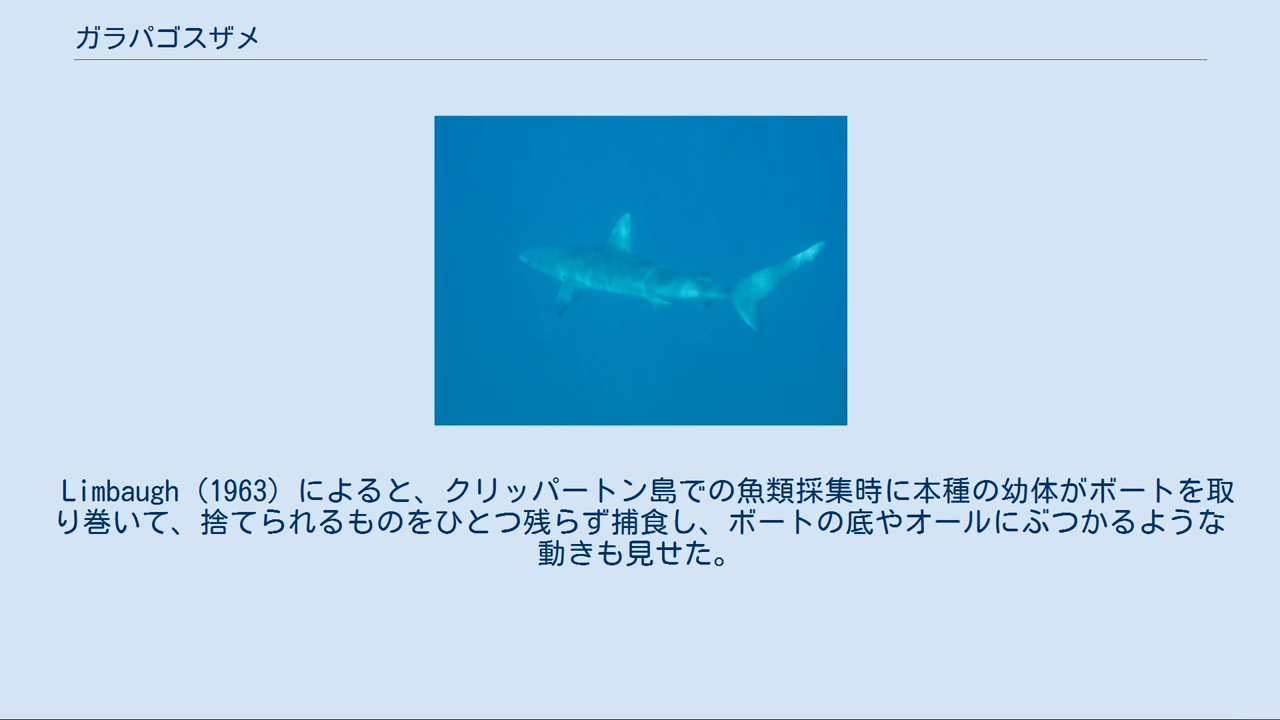 ガラパゴスザメ
Limbaugh（1963）によると、クリッパートン島での魚類採集時に本種の幼体がボートを取
り巻いて、捨てられるものをひとつ残らず捕食し、ボートの底やオールにぶつかるような
動きも見せた。